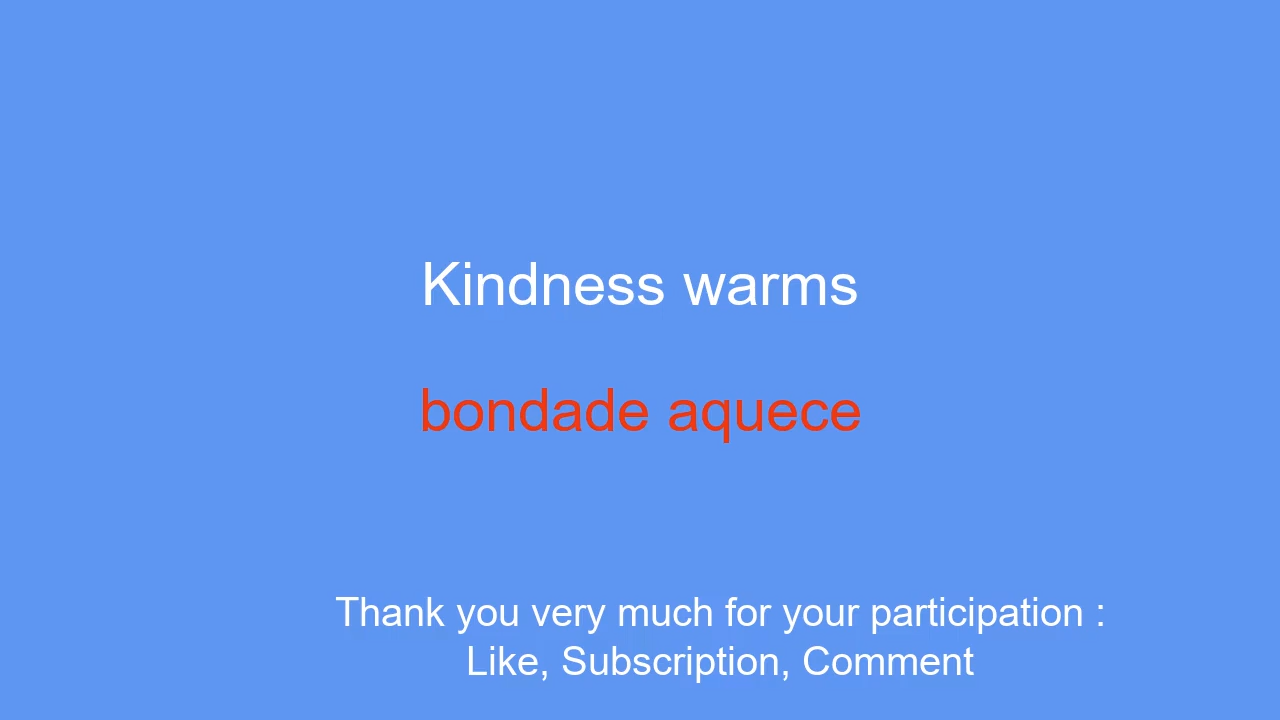 Kindness warms
bondade aquece
Thank you very much for your participation :
Like, Subscription, Comment